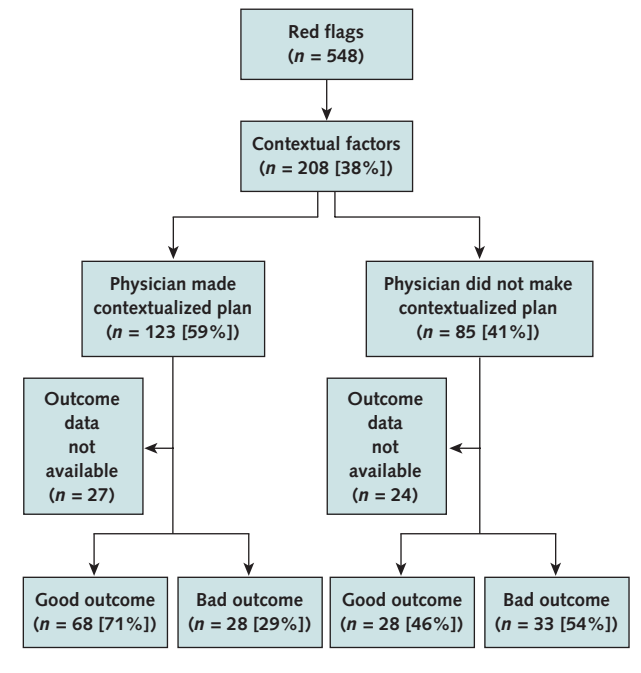 Red flags
(n = 548)
Contextual factors
(n = 208 [38%])
Physician made
contextualized plan
(n = 123 [59%])
Physician did not make
contextualized plan
(n = 85 [41%])
Outcome
data
not
available
(n = 27)
Outcome
data
not
available
(n = 24)
Good outcome
(n = 68 [71%])
Bad outcome
(n = 28 [29%])
Good outcome
(n = 28 [46%])
Bad outcome
(n = 33 [54%])